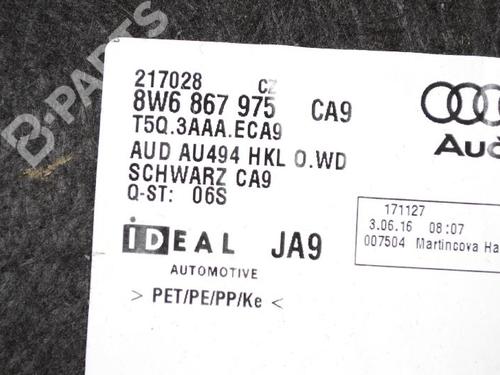 B-PARTS
217028 CZ
8W6 867 975 CA9
T5Q.3AAA.ECA9
AUD AU494 HKL O.WD
SCHWARZ CA9
Q-ST: 06S
IDEAL JA9
AUTOMOTIVE
> PET/PE/PP/Ke <
Aud
171127
3.06.16 08:07
007504 Martincova Ha